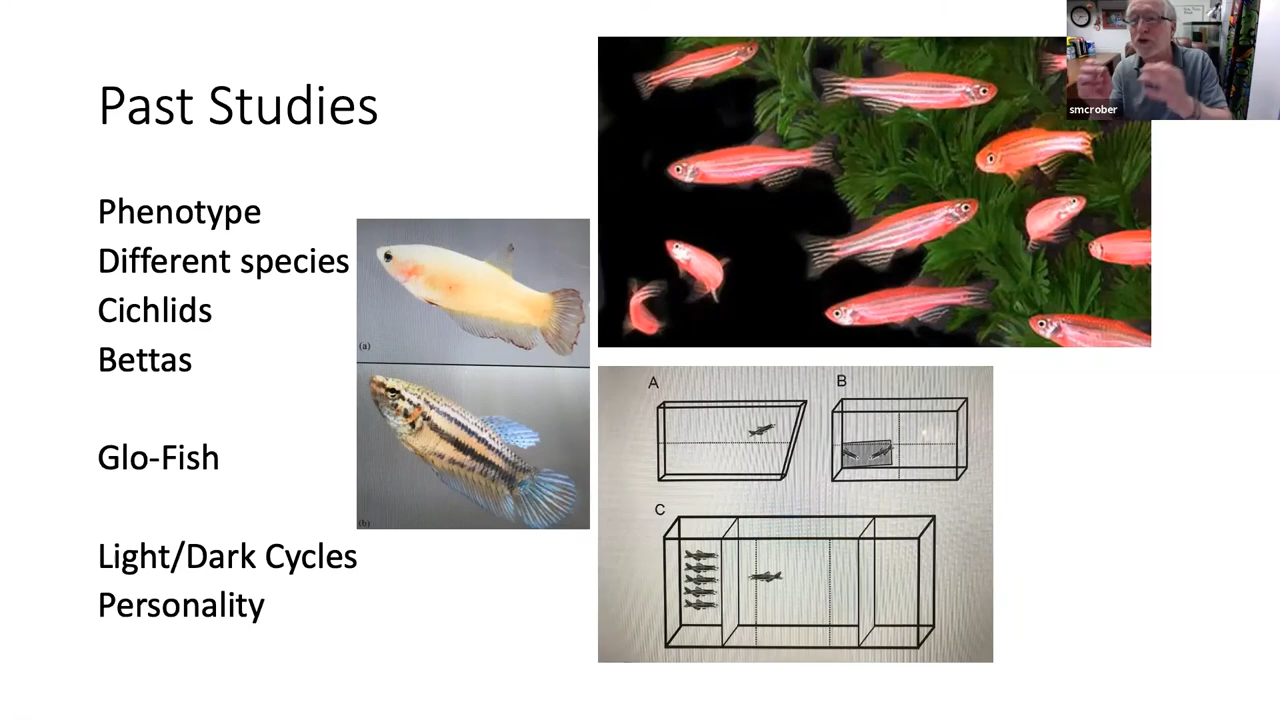 Past Studies
Phenotype
Different species
Cichlids
Bettas
Glo-Fish
Light/Dark Cycles
Personality
(a)
(b)
A
B
C
smcrober